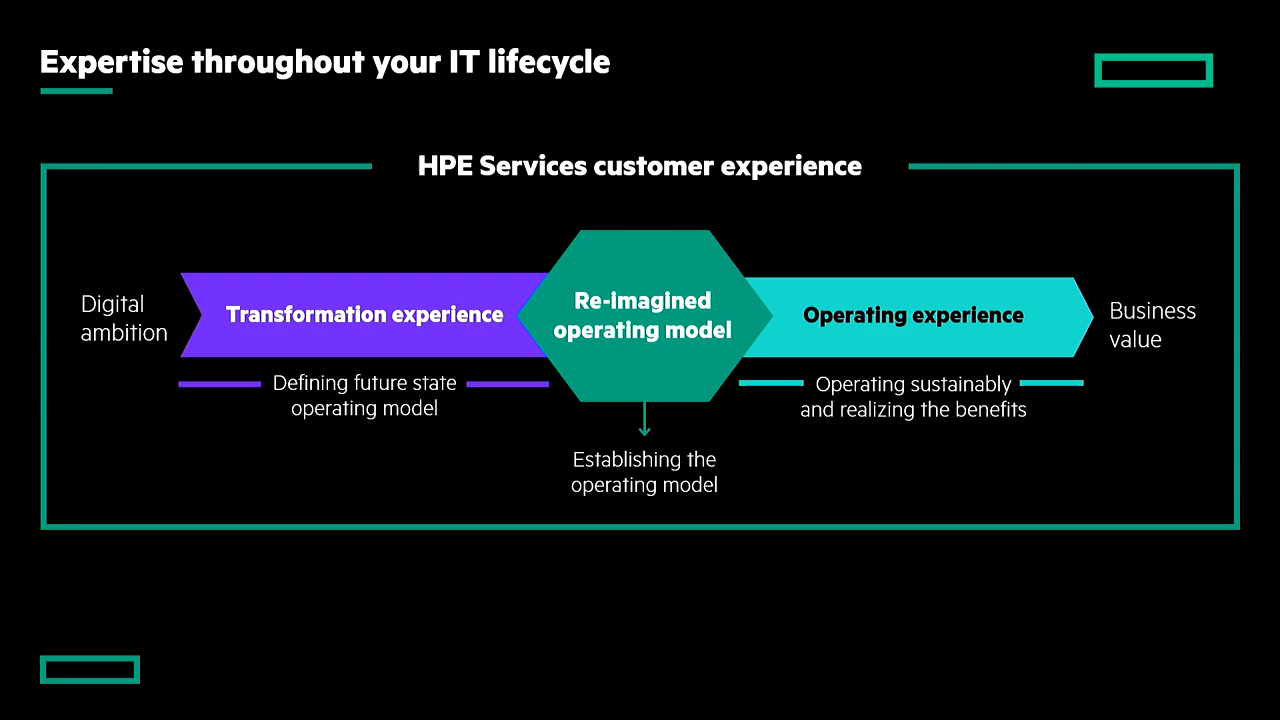 Expertise throughout your IT lifecycle
HPE Services customer experience
Digital
ambition
Transformation experience
Re-imagined
operating model
Operating experience
Business
value
Defining future state
operating model
Operating sustainably
and realizing the benefits
Establishing the
operating model